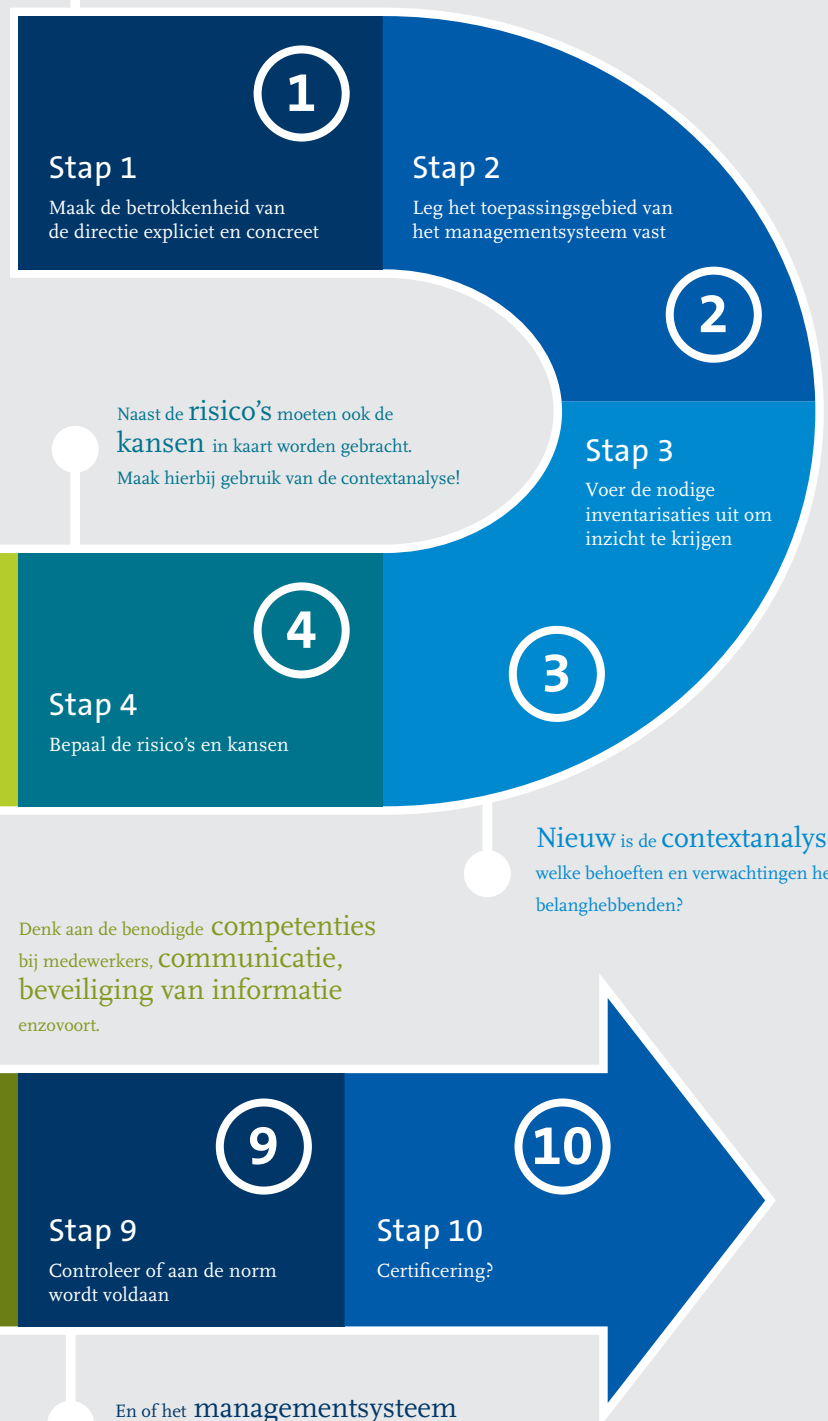 1
Stap 1
Maak de betrokkenheid van
de directie expliciet en concreet
Stap 2
Leg het toepassingsgebied van
het managementsysteem vast
2
Naast de risico's moeten ook de
kansen in kaart worden gebracht.
Maak hierbij gebruik van de contextanalyse!
Stap 3
Voer de nodige
inventarisaties uit om
inzicht te krijgen
3
4
Stap 4
Bepaal de risico's en kansen
Nieuw is de contextanalys
welke behoeften en verwachtingen he
belanghebbenden?
Denk aan de benodigde competenties
bij medewerkers, communicatie,
beveiliging van informatie
enzovoort.
9
Stap 9
Controleer of aan de norm
wordt voldaan
10
Stap 10
Certificering?
En of het managementsysteem